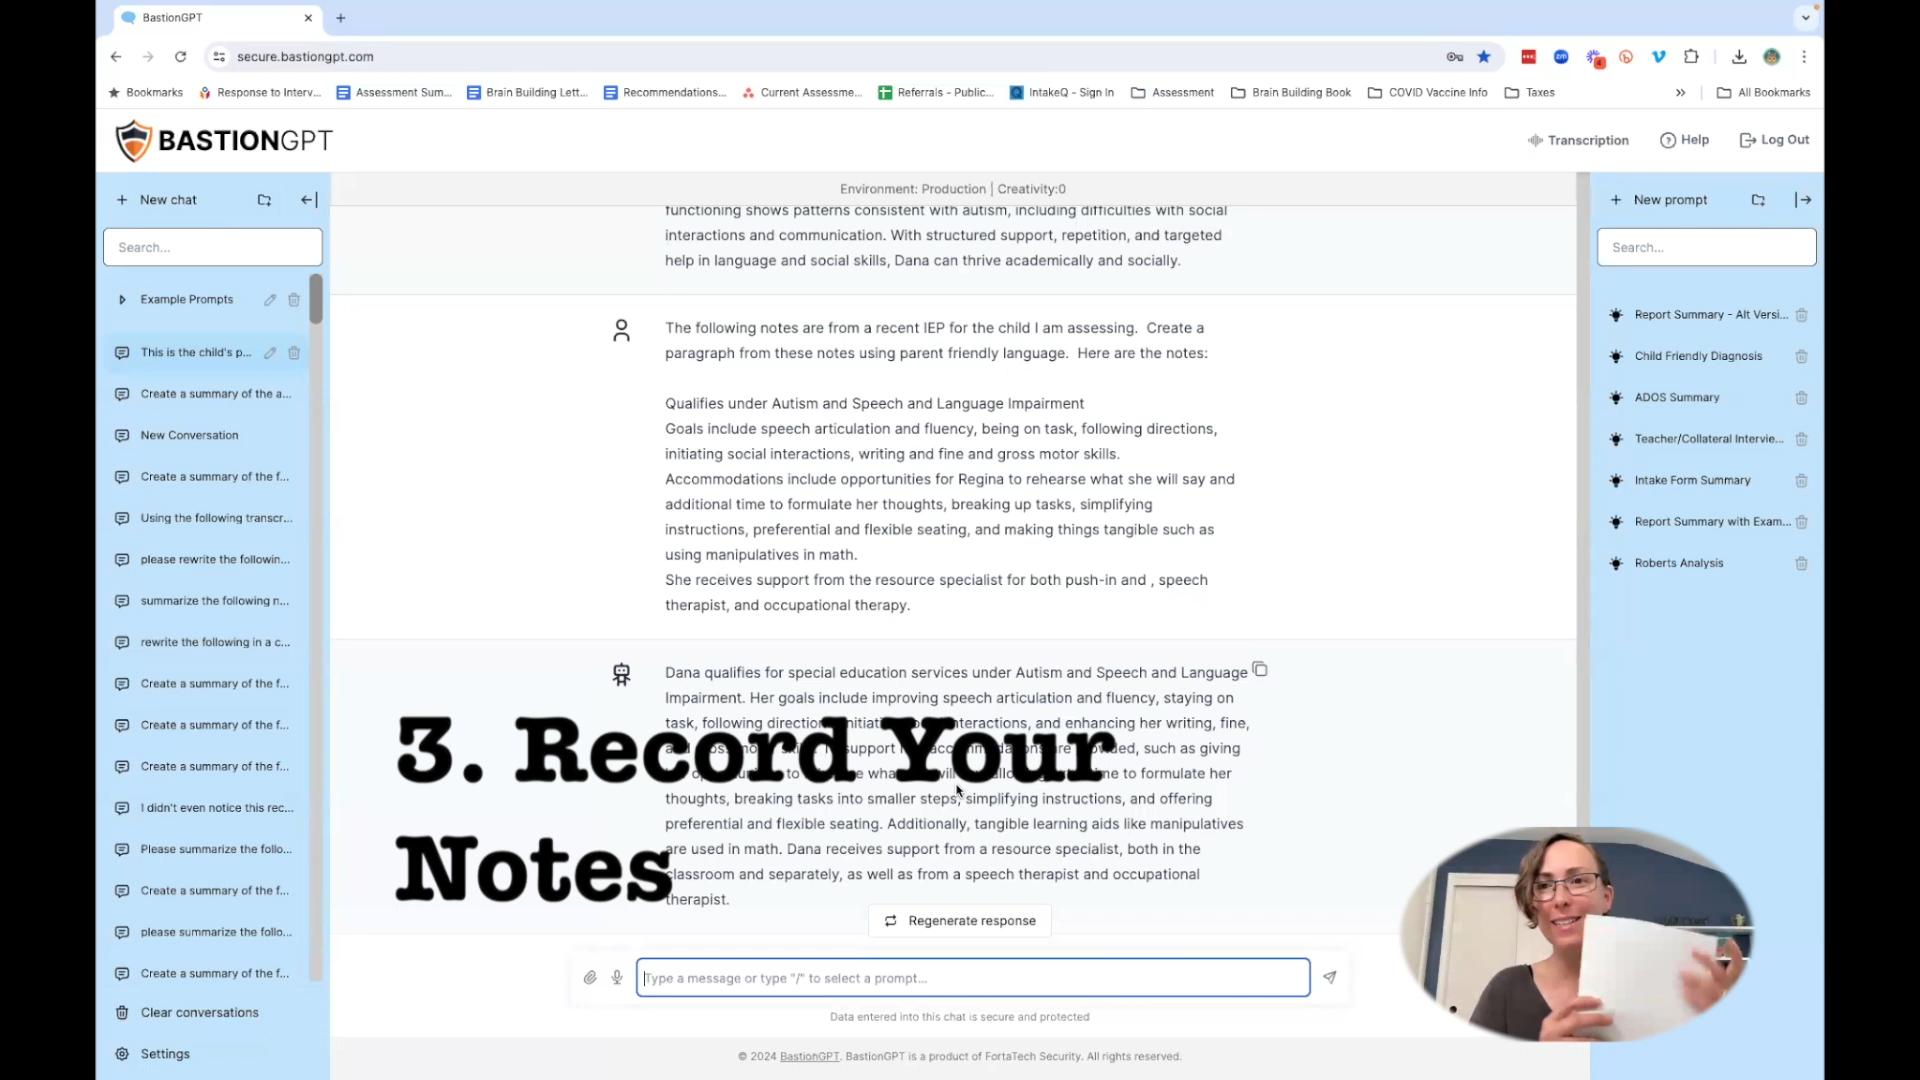 BastionGPT
secure.bastiongpt.com
Bookmarks
Response to Interv...
Assessment Sum...
Brain Building Lett...
Recommendations...
Current Assessme...
Referrals - Public...
IntakeQ - Sign In
Assessment
Brain Building Book
COVID Vaccine Info
Taxes
All Bookmarks
BASTIONGPT
Transcription
Help
Log Out
New chat
Search...
Example Prompts
This is the child's p...
Create a summary of the a...
New Conversation
Create a summary of the f...
Using the following transcr...
please rewrite the followin...
summarize the following n...
rewrite the following in a c...
Create a summary of the f...
Create a summary of the f...
Create a summary of the f...
I didn't even notice this rec...
Please summarize the follo...
Create a summary of the f...
please summarize the follo...
Create a summary of the f...
Clear conversations
Settings
Environment: Production | Creativity:0
functioning shows patterns consistent with autism, including difficulties with social
interactions and communication. With structured support, repetition, and targeted
help in language and social skills, Dana can thrive academically and socially.
The following notes are from a recent IEP for the child I am assessing. Create a
paragraph from these notes using parent friendly language. Here are the notes:
Qualifies under Autism and Speech and Language Impairment
Goals include speech articulation and fluency, being on task, following directions,
initiating social interactions, writing and fine and gross motor skills.
Accommodations include opportunities for Regina to rehearse what she will say and
additional time to formulate her thoughts, breaking up tasks, simplifying
instructions, preferential and flexible seating, and making things tangible such as
using manipulatives in math.
She receives support from the resource specialist for both push-in and , speech
therapist, and occupational therapy.
Dana qualifies for special education services under Autism and Speech and Language
Impairment. Her goals include improving speech articulation and fluency, staying on
task, following interactions, and enhancing her writing, fine,
support such as giving
to formulate her
thoughts, breaking tasks into smaller steps, simplifying instructions, and offering
preferential and flexible seating. Additionally, tangible learning aids like manipulatives
are used in math. Dana receives support from a resource specialist, both in the
classroom and separately, as well as from a speech therapist and occupational
therapist.
3. Record Your
Notes
Regenerate response
Type a message or type "/" to select a prompt...
Data entered into this chat is secure and protected
© 2024 BastionGPT. BastionGPT is a product of FortaTech Security. All rights reserved.
New prompt
Search...
Report Summary - Alt Versi...
Child Friendly Diagnosis
ADOS Summary
Teacher/Collateral Intervie...
Intake Form Summary
Report Summary with Exam...
Roberts Analysis